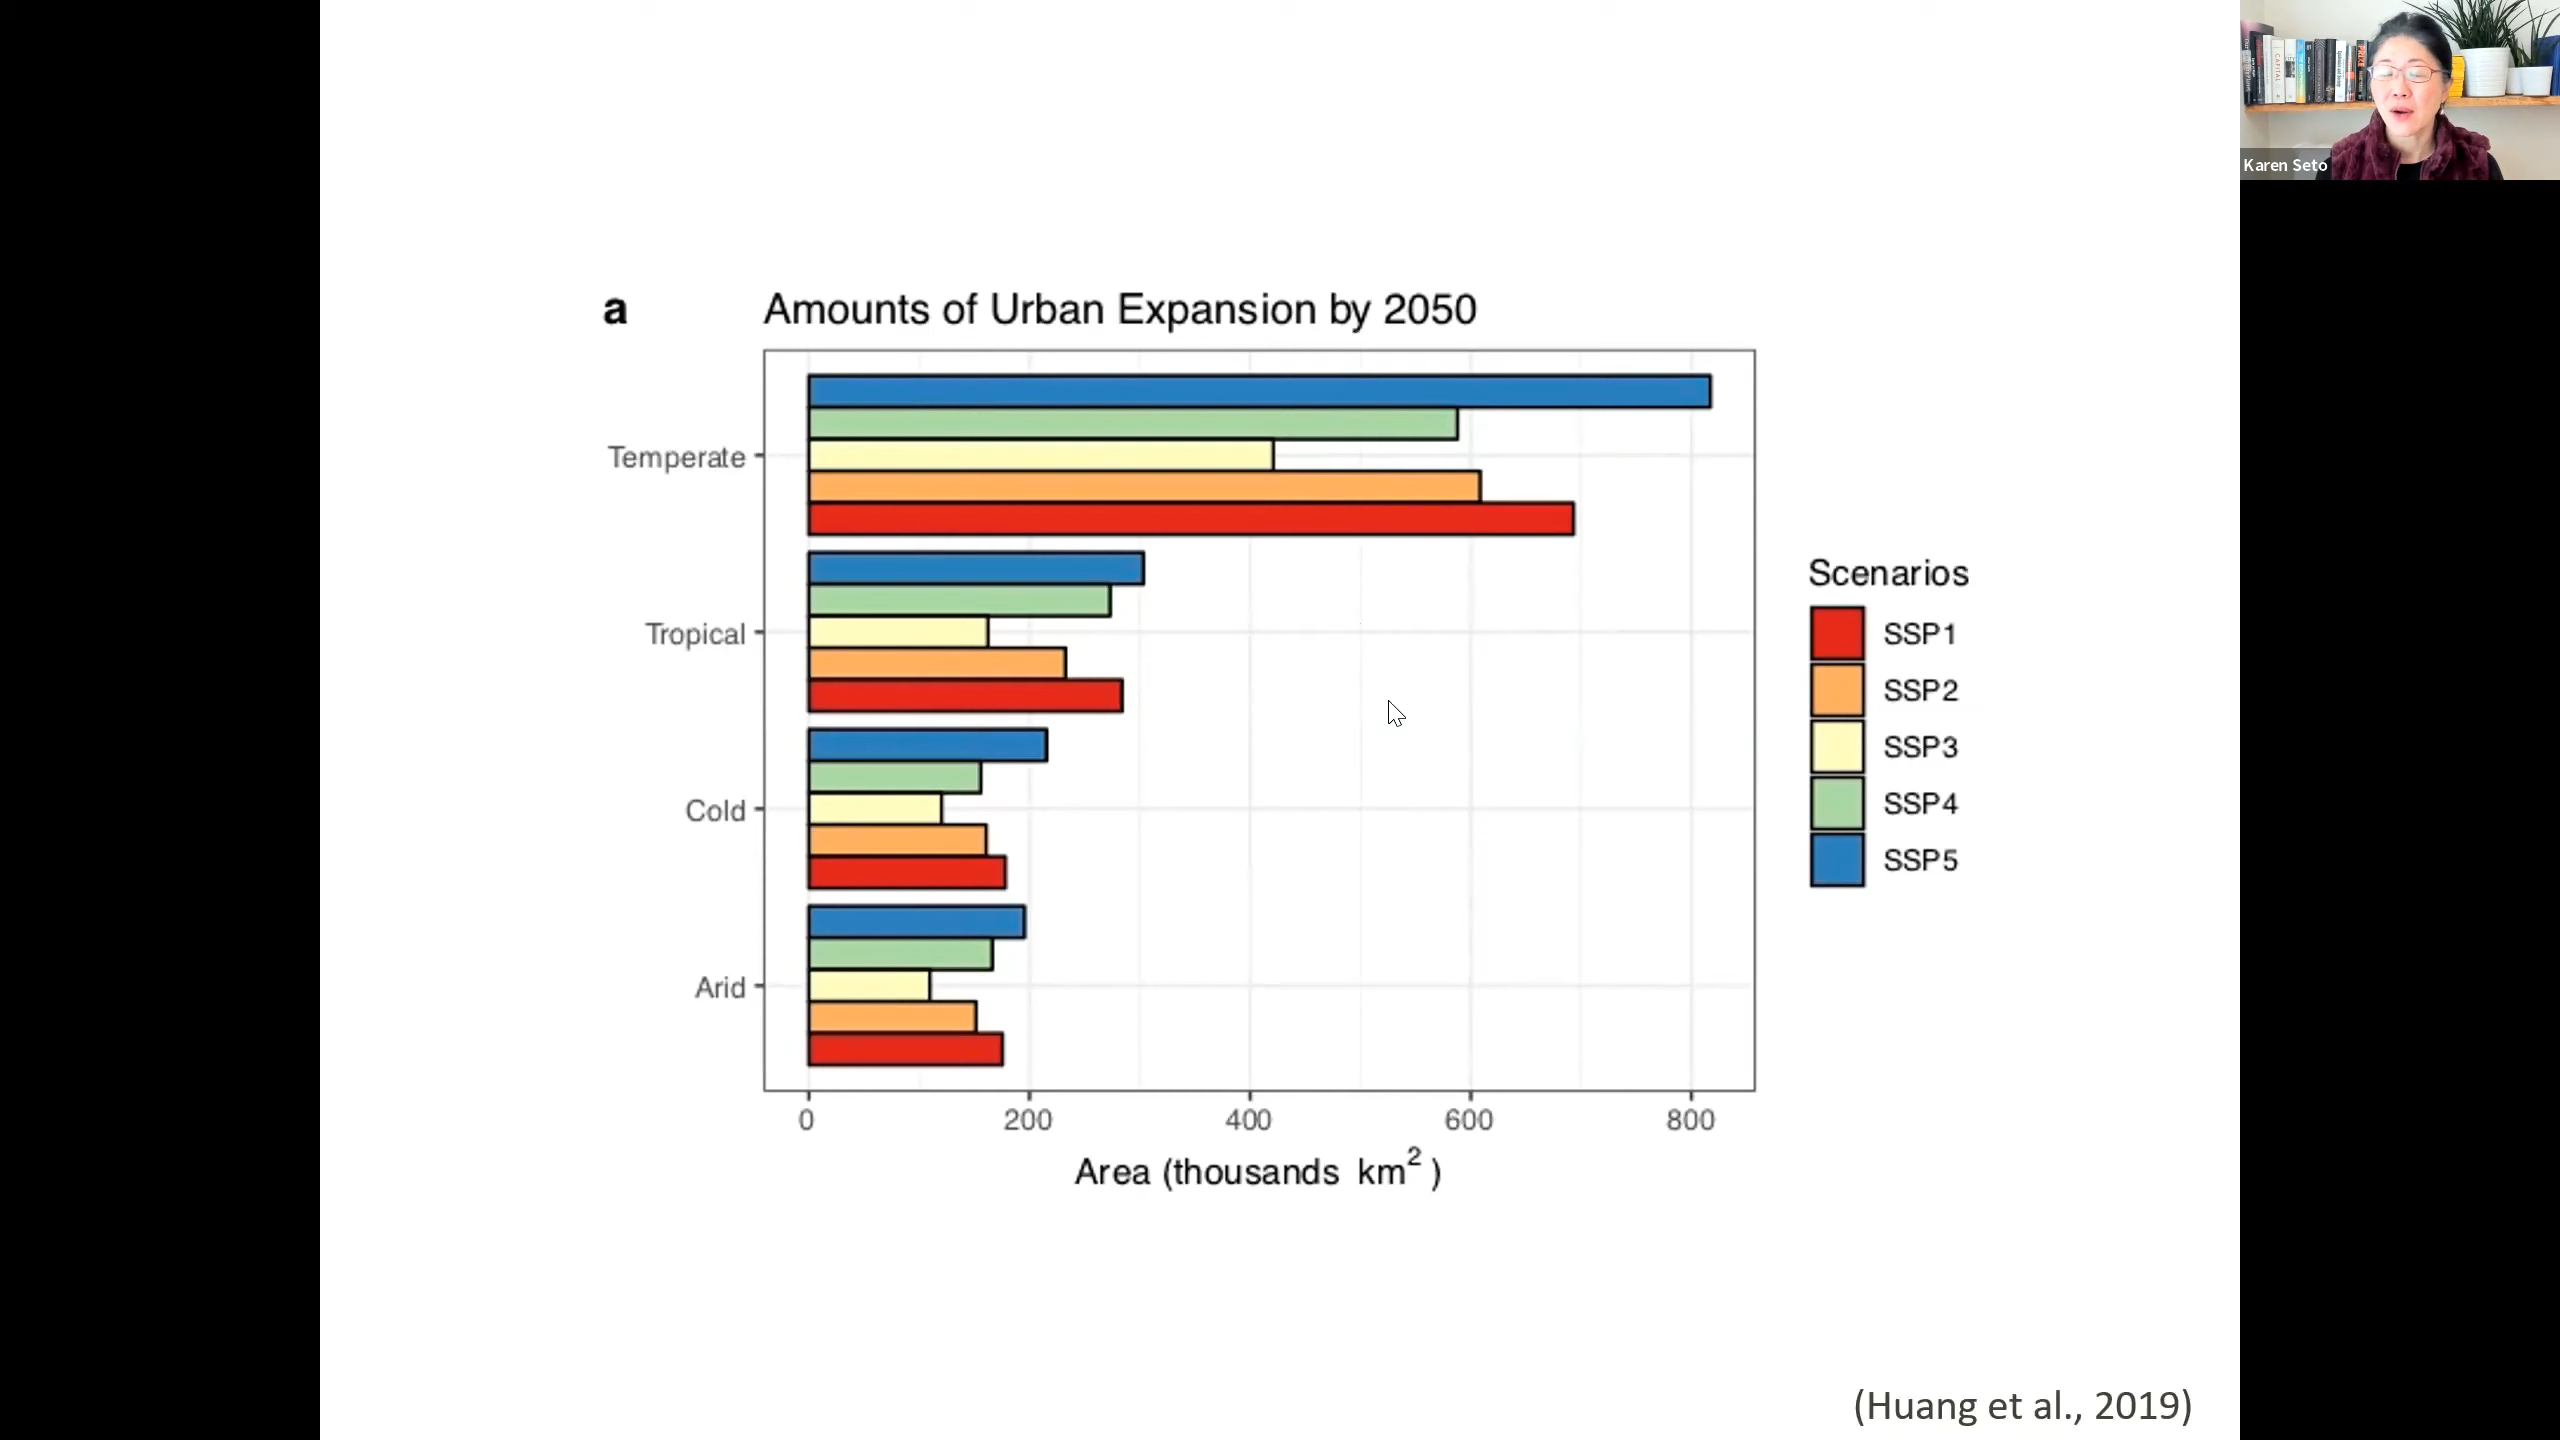 Karen Seto
a Amounts of Urban Expansion by 2050
Temperate
Tropical
Cold
Arid
0 200 400 600 800
Area (thousands km²)
Scenarios
SSP1
SSP2
SSP3
SSP4
SSP5
(Huang et al., 2019)